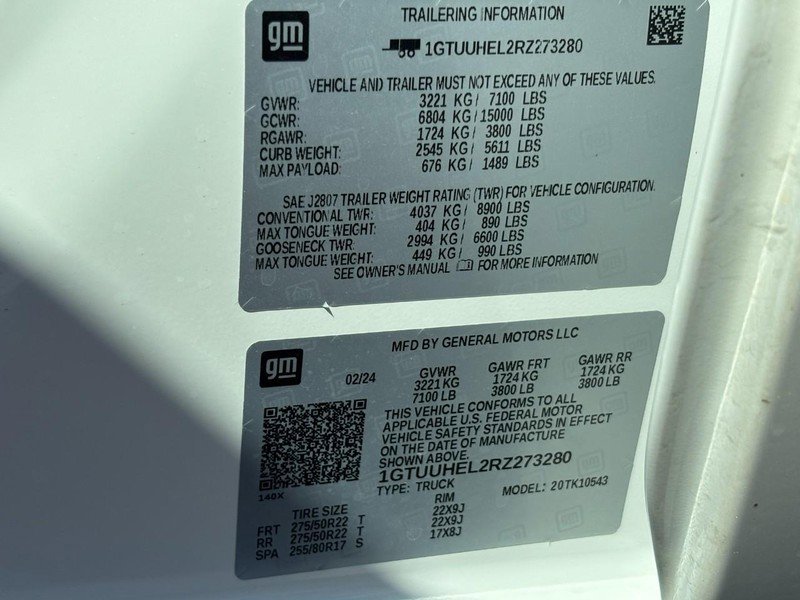 gm
TRAILERING INFORMATION
1GTUUHEL2RZ273280
VEHICLE AND TRAILER MUST NOT EXCEED ANY OF THESE VALUES.
GVWR: 3221 KG/ 7100 LBS
GCWR: 6804 KG/ 15000 LBS
RGAWR: 1724 KG/ 3800 LBS
CURB WEIGHT: 2545 KG/ 5611 LBS
MAX PAYLOAD: 676 KG/ 1489 LBS
SAE J2807 TRAILER WEIGHT RATING (TWR) FOR VEHICLE CONFIGURATION.
CONVENTIONAL TWR: 4037 KG/ 8900 LBS
MAX TONGUE WEIGHT: 404 KG/ 890 LBS
GOOSENECK TWR: 2994 KG/ 6600 LBS
MAX TONGUE WEIGHT: 449 KG/ 990 LBS
SEE OWNER'S MANUAL FOR MORE INFORMATION
gm
MFD BY GENERAL MOTORS LLC
02/24 GVWR GAWR FRT GAWR RR
3221 KG 1724 KG 1724 KG
7100 LB 3800 LB 3800 LB
THIS VEHICLE CONFORMS TO ALL
APPLICABLE U.S. FEDERAL MOTOR
VEHICLE SAFETY STANDARDS IN EFFECT
ON THE DATE OF MANUFACTURE
SHOWN ABOVE.
1GTUUHEL2RZ273280
140X
TYPE: TRUCK MODEL: 20TK10543
TIRE SIZE RIM
FRT 275/50R22 T 22X9J
RR 275/50R22 T 22X9J
SPA 255/80R17 S 17X8J